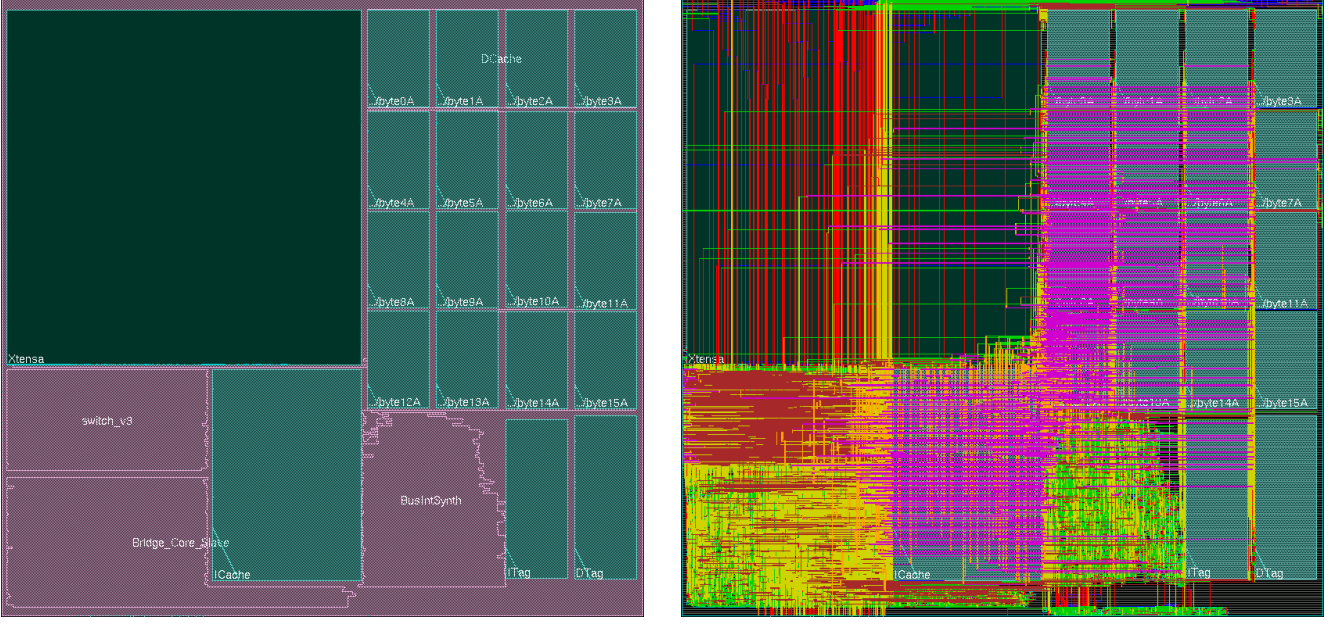 DCache
../byte0A
../byte1A
../byte2A
../byte3A
../byte4A
../byte5A
../byte6A
../byte7A
../byte8A
../byte9A
../byte10A
../byte11A
Xtensa
../byte12A
../byte13A
../byte14A
../byte15A
switch_v3
BusIntSynth
Bridge_Core_Slave
ICache
ITag
DTag
../byte3A
../byte7A
../byte11A
Xtensa
../byte14A
../byte15A
ICache
ITag
DTag